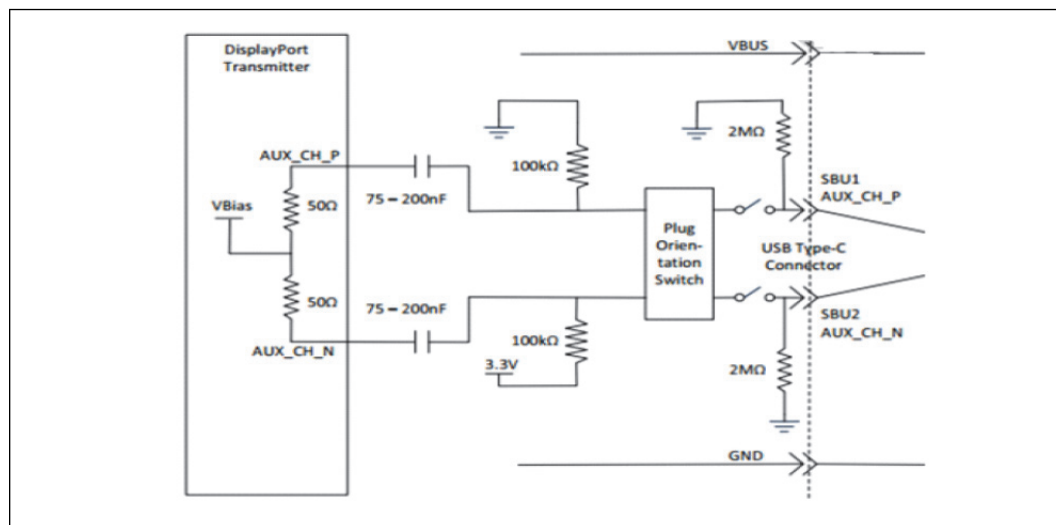 DisplayPort
Transmitter
VBUS
2MΩ
AUX_CH_P
100kΩ
SBU1
AUX_CH_P
VBias
50Ω
75 – 200nF
Plug
Orien-
tation
Switch
USB Type-C
Connector
50Ω
75 – 200nF
SBU2
AUX_CH_N
AUX_CH_N
100kΩ
3.3V
2MΩ
GND